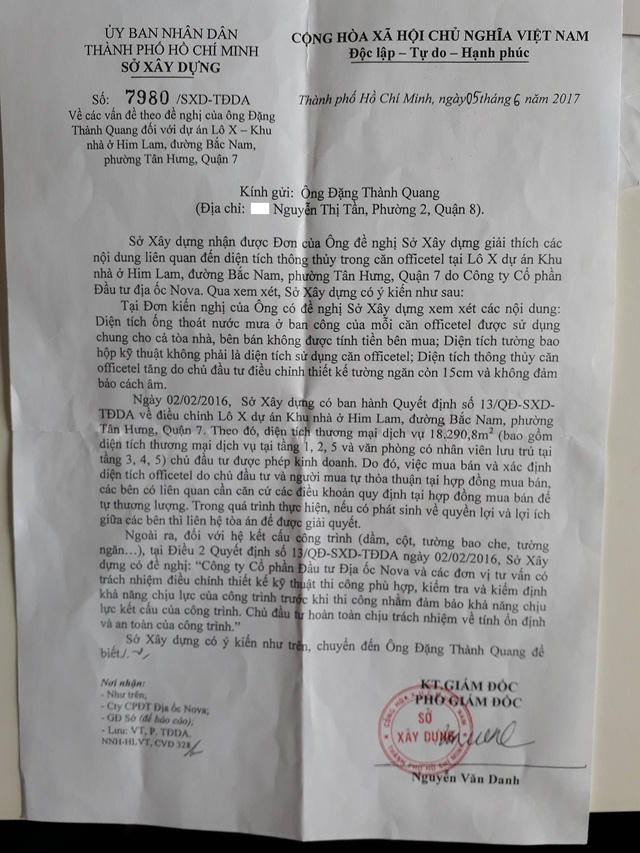 ỦY BAN NHÂN DÂN
THÀNH PHỐ HỒ CHÍ MINH
SỞ XÂY DỰNG
CỘNG HÒA XÃ HỘI CHỦ NGHĨA VIỆT NAM
Độc lập – Tự do – Hạnh phúc
Số: 7980 /SXD-TĐDA
Về các vấn đề theo đề nghị của ông Đặng
Thành Quang đối với dự án Lô X – Khu
nhà ở Him Lam, đường Bắc Nam,
phường Tân Hưng, Quận 7
Thành phố Hồ Chí Minh, ngày05tháng 6 năm 2017
Kính gửi: Ông Đặng Thành Quang
(Địa chỉ: Nguyễn Thị Tần, Phường 2, Quận 8).
Sở Xây dựng nhận được Đơn của Ông đề nghị Sở Xây dựng giải thích các
nội dung liên quan đến diện tích thông thủy trong căn officetel tại Lô X dự án Khu
nhà ở Him Lam, đường Bắc Nam, phường Tân Hưng, Quận 7 do Công ty Cổ phần
Đầu tư địa ốc Nova. Qua xem xét, Sở Xây dựng có ý kiến như sau:
Tại Đơn kiến nghị của Ông có đề nghị Sở Xây dựng xem xét các nội dung:
Diện tích ống thoát nước mưa ở ban công của mỗi căn officetel được sử dụng
chung cho cả tòa nhà, bên bán không được tính tiền bên mua; Diện tích tường bao
hộp kỹ thuật không phải là diện tích sử dụng căn officetel; Diện tích thông thủy căn
officetel tăng do chủ đầu tư điều chỉnh thiết kế tường ngăn còn 15cm và không đảm
bảo cách âm.
Ngày 02/02/2016, Sở Xây dựng có ban hành Quyết định số 13/QĐ-SXD-
TĐDA về điều chỉnh Lô X dự án Khu nhà ở Him Lam, đường Bắc Nam, phường
Tân Hưng, Quận 7. Theo đó, diện tích thương mại dịch vụ 18.290,8m² (bao gồm
diện tích thương mại dịch vụ tại tầng 1, 2, 5 và văn phòng có nhân viên lưu trú tại
tầng 3, 4, 5) chủ đầu tư được phép kinh doanh. Do đó, việc mua bán và xác định
diện tích officetel do chủ đầu tư và người mua tự thỏa thuận tại hợp đồng mua bán,
các bên có liên quan cần căn cứ các điều khoản quy định tại hợp đồng mua bán để
tự thương lượng. Trong quá trình thực hiện, nếu có phát sinh về quyền lợi và lợi ích
giữa các bên thì liên hệ tòa án để được giải quyết.
Ngoài ra, đối với hệ kết cấu công trình (dầm, cột, tường bao che, tường
ngăn…), tại Điều 2 Quyết định số 13/QĐ-SXD-TĐDA ngày 02/02/2016, Sở Xây
dựng có đề nghị: “Công ty Cổ phần Đầu tư Địa ốc Nova và các đơn vị tư vấn có
trách nhiệm điều chỉnh thiết kế kỹ thuật thi công phù hợp, kiểm tra và kiểm định
khả năng chịu lực của công trình trước khi thi công nhằm đảm bảo khả năng chịu
lực kết cấu của công trình. Chủ đầu tư hoàn toàn chịu trách nhiệm về tính ổn định
và an toàn của công trình.”
Sở Xây dựng có ý kiến như trên, chuyển đến Ông Đặng Thành Quang để
biết./.
Nơi nhận:
- Như trên;
- Cty CPĐT Địa ốc Nova;
- GĐ Sở (để báo cáo);
- Lưu: VT, P. TĐDA.
NNH-HLVT, CVD 328
KT.GIÁM ĐỐC
PHÓ GIÁM ĐỐC
SỞ
XÂY DỰNG
Nguyễn Văn Danh